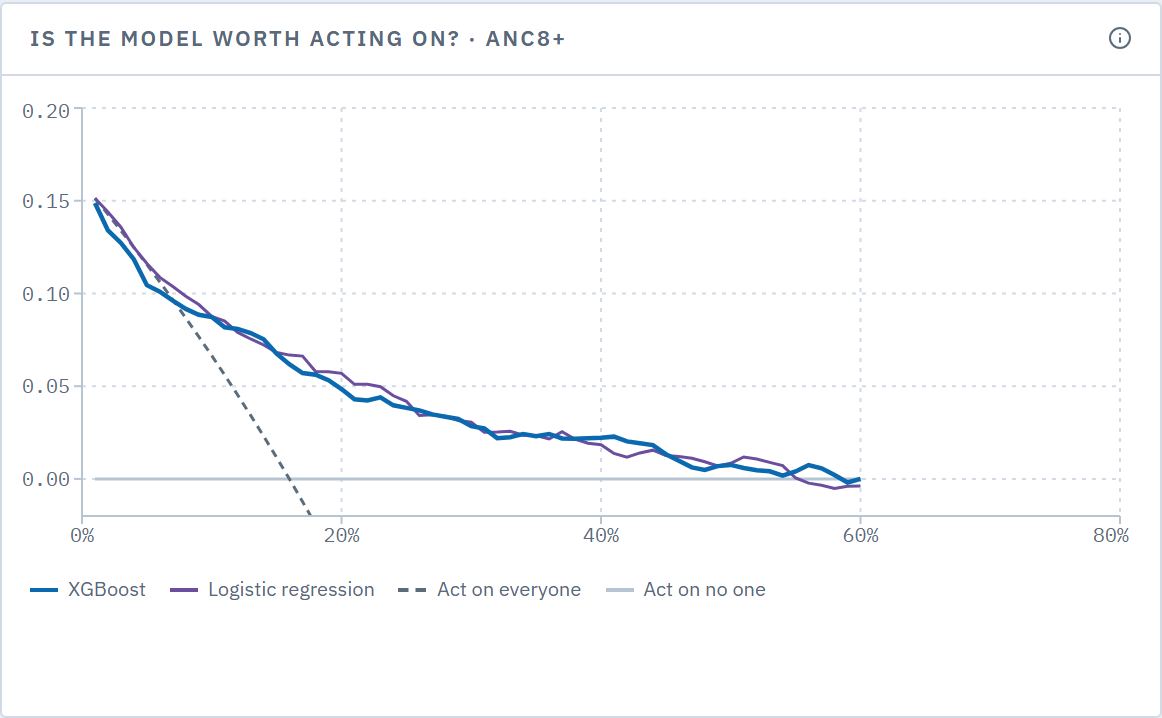 IS THE MODEL WORTH ACTING ON? · ANC8+
0.20
0.15
0.10
0.05
0.00
0% 20% 40% 60% 80%
XGBoost Logistic regression Act on everyone Act on no one